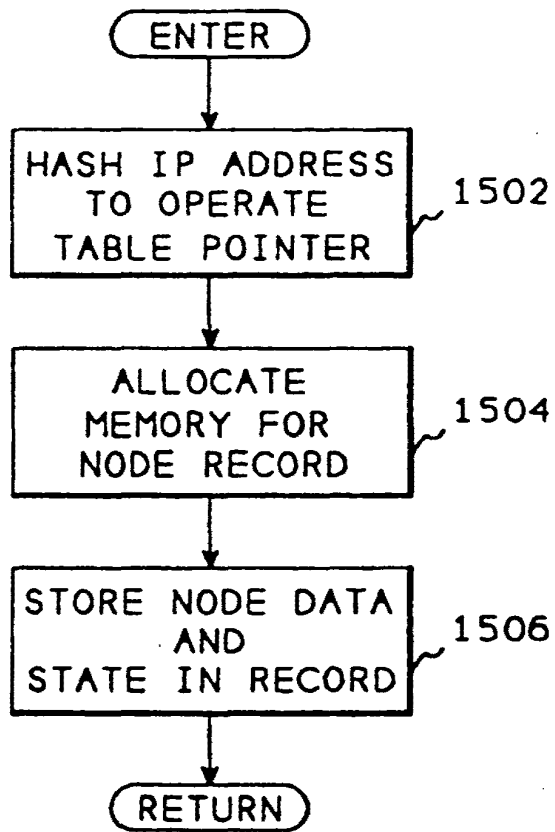 ENTER
HASH IP ADDRESS
TO OPERATE
TABLE POINTER
1502
ALLOCATE
MEMORY FOR
NODE RECORD
1504
STORE NODE DATA
AND
STATE IN RECORD
1506
RETURN